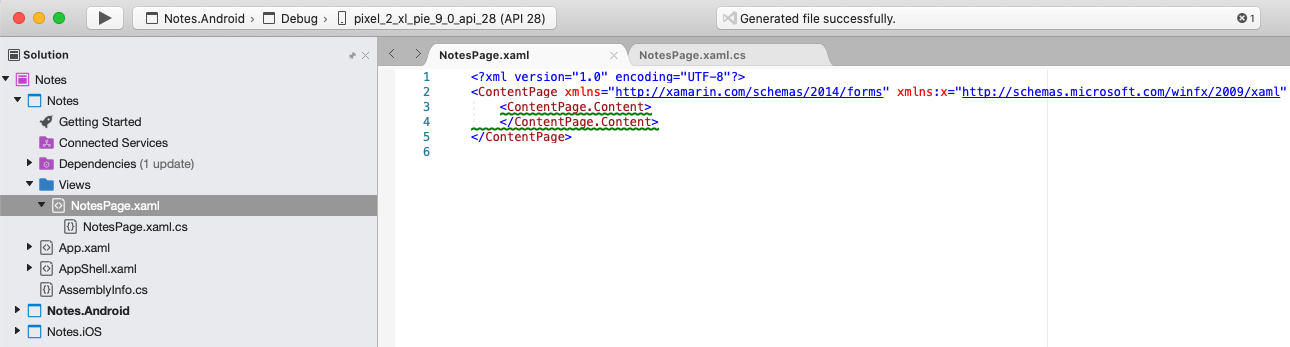 Notes.Android › Debug › pixel_2_xl_pie_9_0_api_28 (API 28)
Generated file successfully.
1
Solution
Notes
Notes
Getting Started
Connected Services
Dependencies (1 update)
Views
NotesPage.xaml
NotesPage.xaml.cs
App.xaml
AppShell.xaml
AssemblyInfo.cs
Notes.Android
Notes.iOS
NotesPage.xaml
NotesPage.xaml.cs
1 <?xml version="1.0" encoding="UTF-8"?>
2 <ContentPage xmlns="http://xamarin.com/schemas/2014/forms" xmlns:x="http://schemas.microsoft.com/winfx/2009/xaml"
3 <ContentPage.Content>
4 </ContentPage.Content>
5 </ContentPage>
6